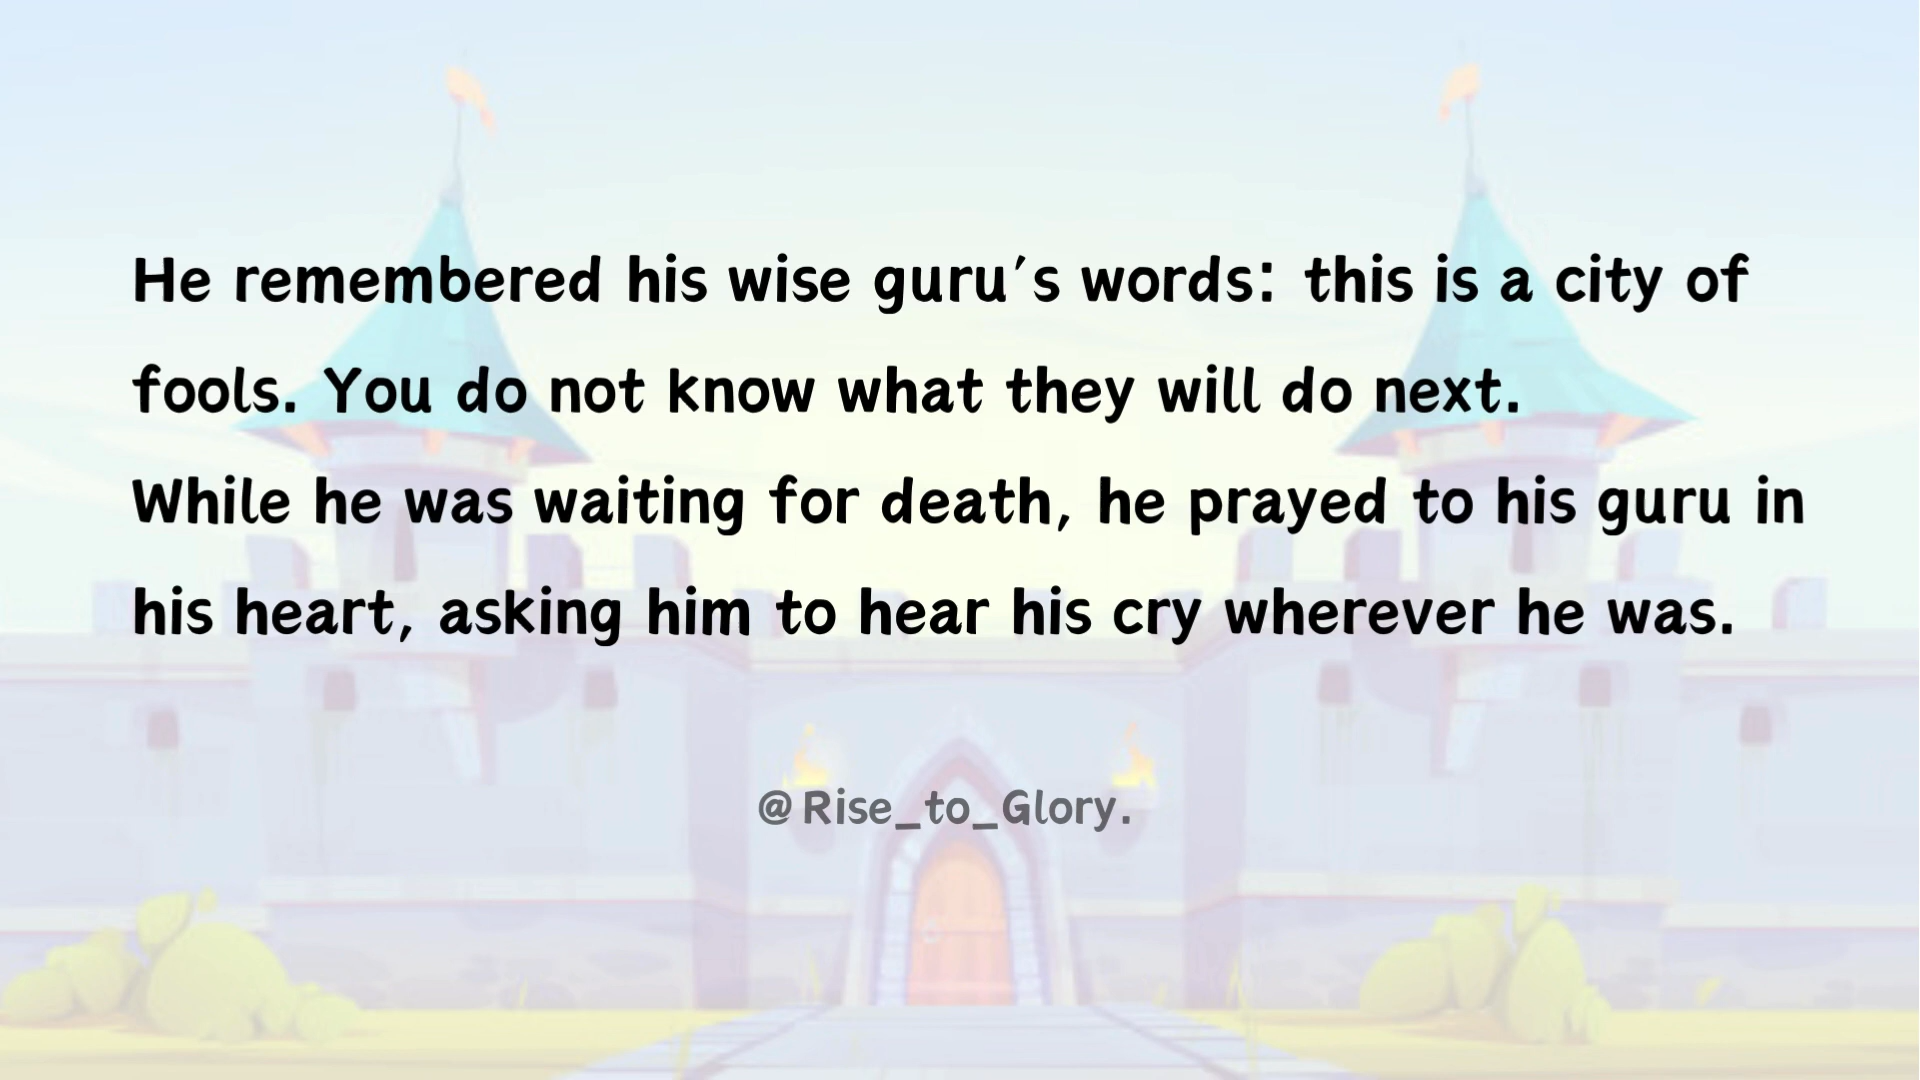 He remembered his wise guru's words: this is a city of
fools. You do not know what they will do next.
While he was waiting for death, he prayed to his guru in
his heart, asking him to hear his cry wherever he was.
@Rise_to_Glory.